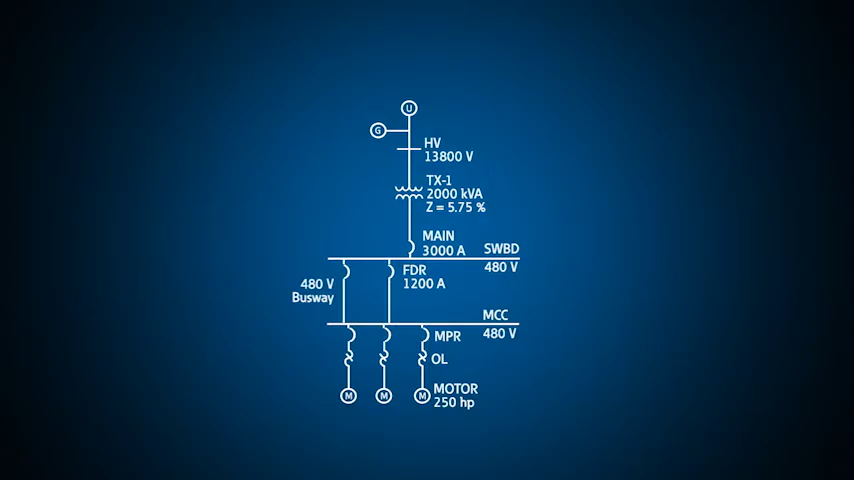 U
G
HV
13800 V
TX-1
2000 kVA
Z = 5.75 %
MAIN
3000 A
SWBD
480 V
FDR
1200 A
480 V
Busway
MCC
480 V
MPR
OL
M
M
M
MOTOR
250 hp